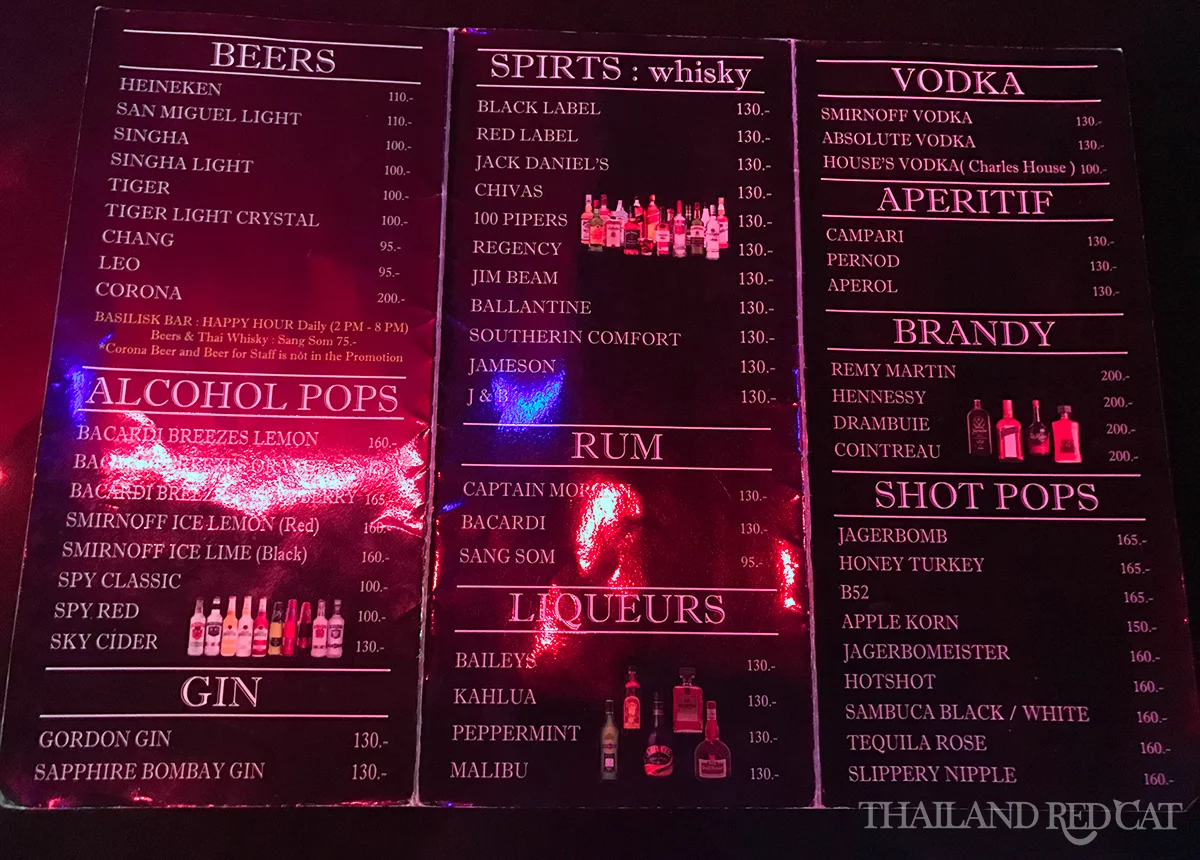 BEERS
HEINEKEN 110.-
SAN MIGUEL LIGHT 110.-
SINGHA 100.-
SINGHA LIGHT 100.-
TIGER 100.-
TIGER LIGHT CRYSTAL 100.-
CHANG 95.-
LEO 95.-
CORONA 200.-
BASILISK BAR : HAPPY HOUR Daily (2 PM - 8 PM)
Beers & Thai Whisky : Sang Som 75.-
*Corona Beer and Beer for Staff is not in the Promotion
ALCOHOL POPS
BACARDI BREEZES LEMON 160.-
BREEZES
BACARDI BREEZES 165.-
SMIRNOFF ICE LEMON (Red) 160.-
SMIRNOFF ICE LIME (Black) 160.-
SPY CLASSIC 100.-
SPY RED 100.-
SKY CIDER 130.-
GIN
GORDON GIN 130.-
SAPPHIRE BOMBAY GIN 130.-
SPIRTS : whisky
BLACK LABEL 130.-
RED LABEL 130.-
JACK DANIEL'S 130.-
CHIVAS 130.-
100 PIPERS 130.-
REGENCY 130.-
JIM BEAM 130.-
BALLANTINE 130.-
SOUTHER1N COMFORT 130.-
JAMESON 130.-
J & B 130.-
RUM
CAPTAIN 130.-
BACARDI 130.-
SANG SOM 95.-
LIQUEURS
BAILEYS 130.-
KAHLUA 130.-
PEPPERMINT 130.-
MALIBU 130.-
VODKA
SMIRNOFF VODKA 130.-
ABSOLUTE VODKA 130.-
HOUSE'S VODKA( Charles House ) 100.-
APERITIF
CAMPARI 130.-
PERNOD 130.-
APEROL 130.-
BRANDY
REMY MARTIN 200.-
HENNESSY 200.-
DRAMBUIE 200.-
COINTREAU 200.-
SHOT POPS
JAGERBOMB 165.-
HONEY TURKEY 165.-
B52 165.-
APPLE KORN 150.-
JAGERBOMEISTER 160.-
HOTSHOT 160.-
SAMBUCA BLACK / WHITE 160.-
TEQUILA ROSE 160.-
SLIPPERY NIPPLE 160.-
THAILAND REDCAT